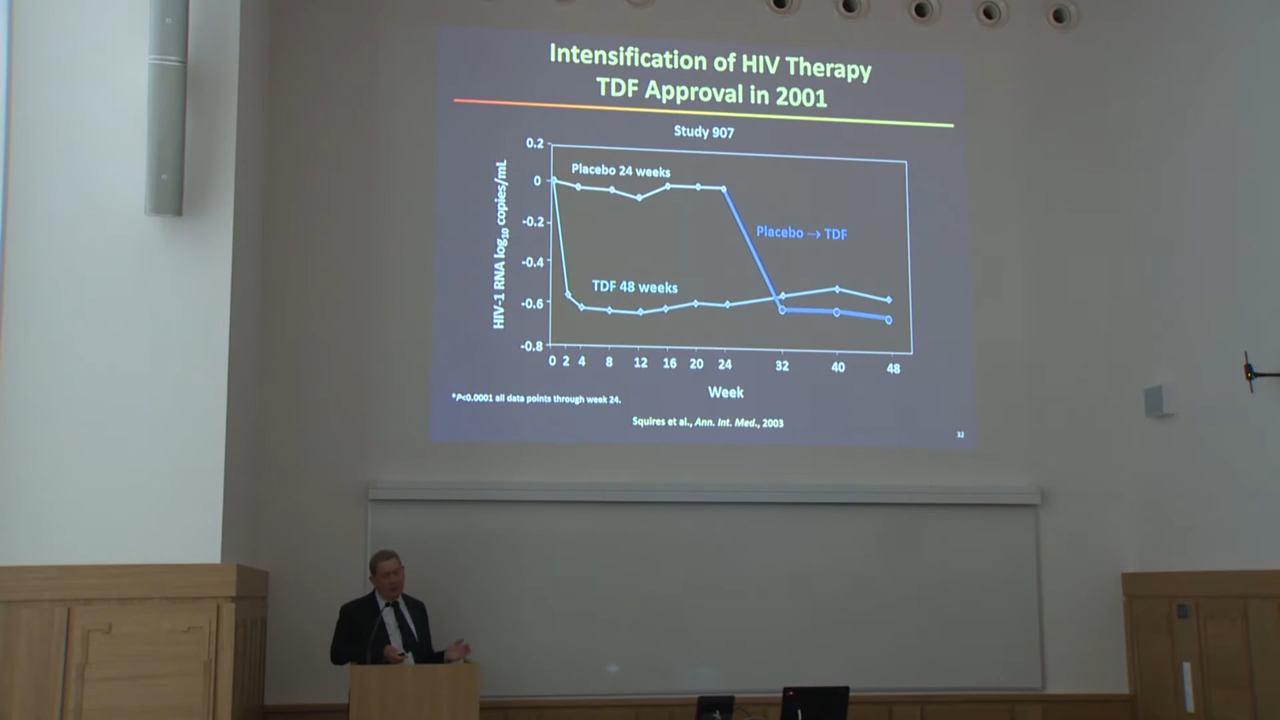 Intensification of HIV Therapy
TDF Approval in 2001
Study 907
0.2
0
-0.2
-0.4
-0.6
-0.8
HIV-1 RNA log10 copies/mL
Placebo 24 weeks
Placebo → TDF
TDF 48 weeks
0 2 4 8 12 16 20 24 32 40 48
Week
*P<0.0001 all data points through week 24.
Squires et al., Ann. Int. Med., 2003
32